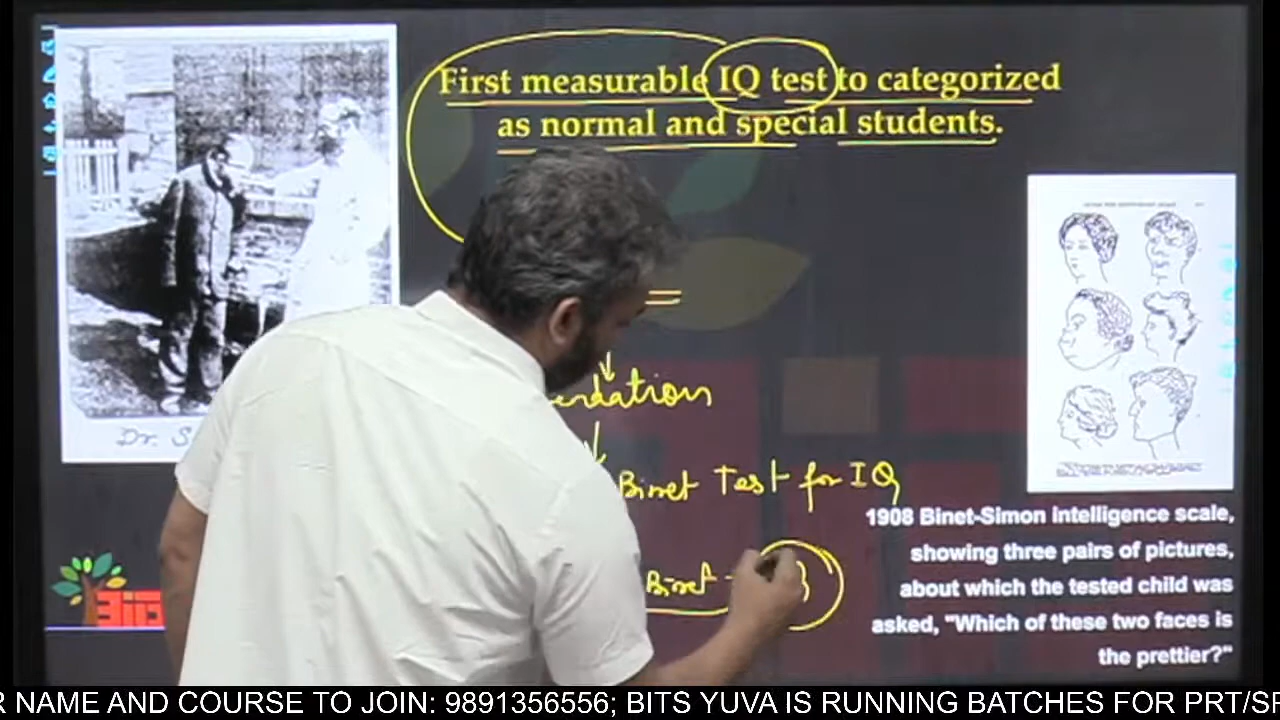 First measurable IQ test to categorized
as normal and special students.
Dr. S
Binet Test for IQ
Binet
1908 Binet-Simon intelligence scale,
showing three pairs of pictures,
about which the tested child was
asked, "Which of these two faces is
the prettier?"
R NAME AND COURSE TO JOIN: 9891356556; BITS YUVA IS RUNNING BATCHES FOR PRT/SP